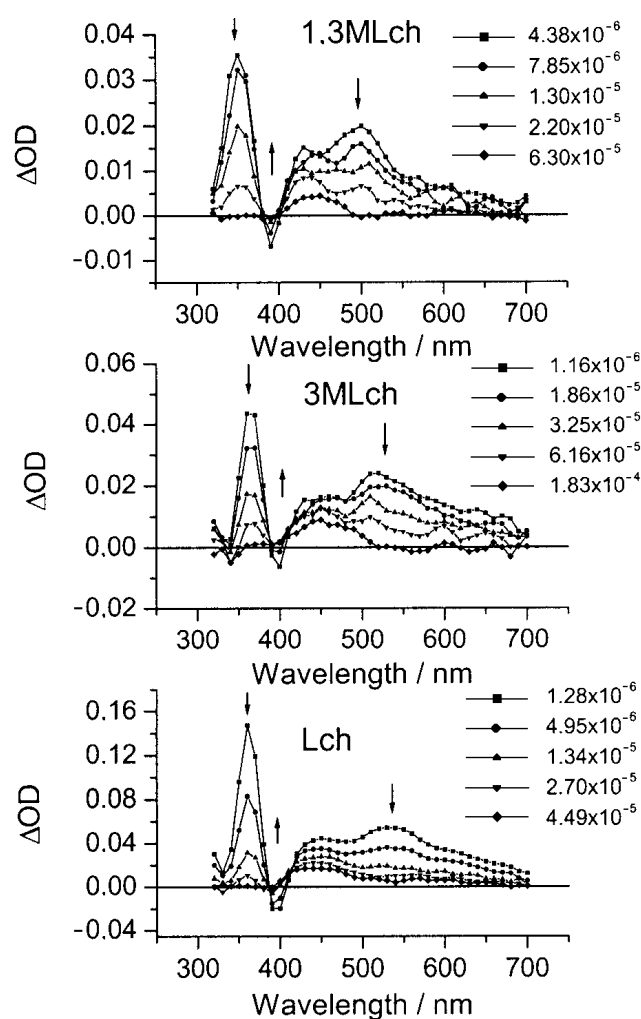 1,3MLch
4.38x10⁻⁶
7.85x10⁻⁶
1.30x10⁻⁵
2.20x10⁻⁵
6.30x10⁻⁵
0.04
0.03
0.02
0.01
0.00
-0.01
ΔOD
300 400 500 600 700
Wavelength / nm
3MLch
1.16x10⁻⁶
1.86x10⁻⁵
3.25x10⁻⁵
6.16x10⁻⁵
1.83x10⁻⁴
0.06
0.04
0.02
0.00
-0.02
ΔOD
300 400 500 600 700
Wavelength / nm
Lch
1.28x10⁻⁶
4.95x10⁻⁶
1.34x10⁻⁵
2.70x10⁻⁵
4.49x10⁻⁵
0.16
0.12
0.08
0.04
0.00
-0.04
ΔOD
300 400 500 600 700
Wavelength / nm